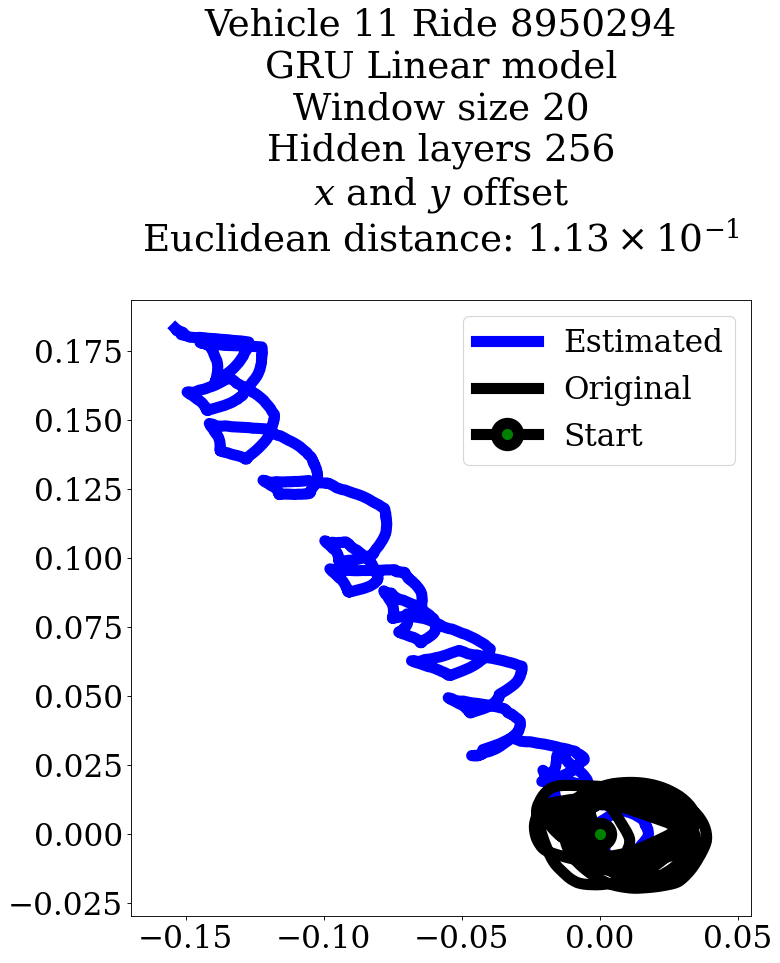 Vehicle 11 Ride 8950294
GRU Linear model
Window size 20
Hidden layers 256
x and y offset
Euclidean distance: 1.13 × 10⁻¹
Estimated
Original
Start
0.175
0.150
0.125
0.100
0.075
0.050
0.025
0.000
−0.025
−0.15 −0.10 −0.05 0.00 0.05